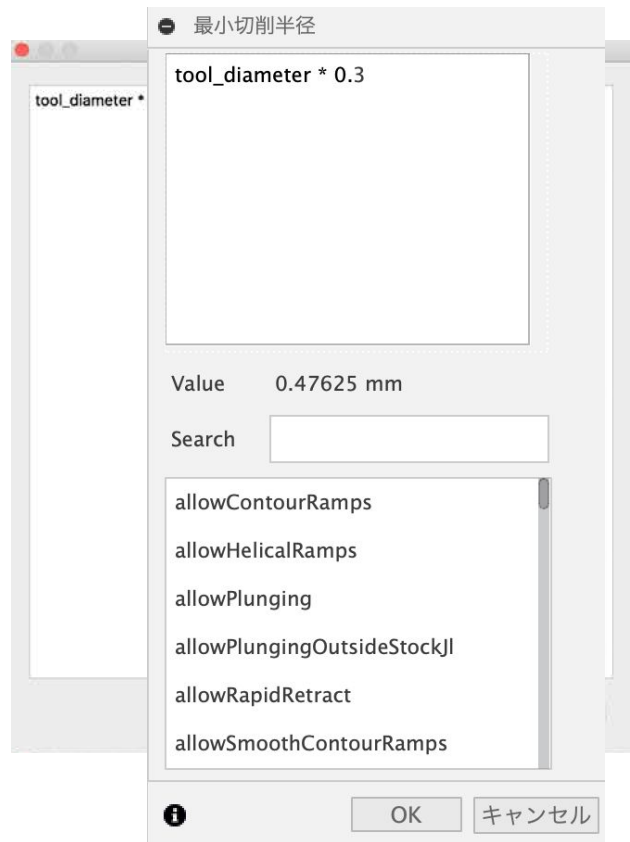 最小切削半径
tool_diameter *
tool_diameter * 0.3
Value 0.47625 mm
Search
allowContourRamps
allowHelicalRamps
allowPlunging
allowPlungingOutsideStockJl
allowRapidRetract
allowSmoothContourRamps
OK キャンセル